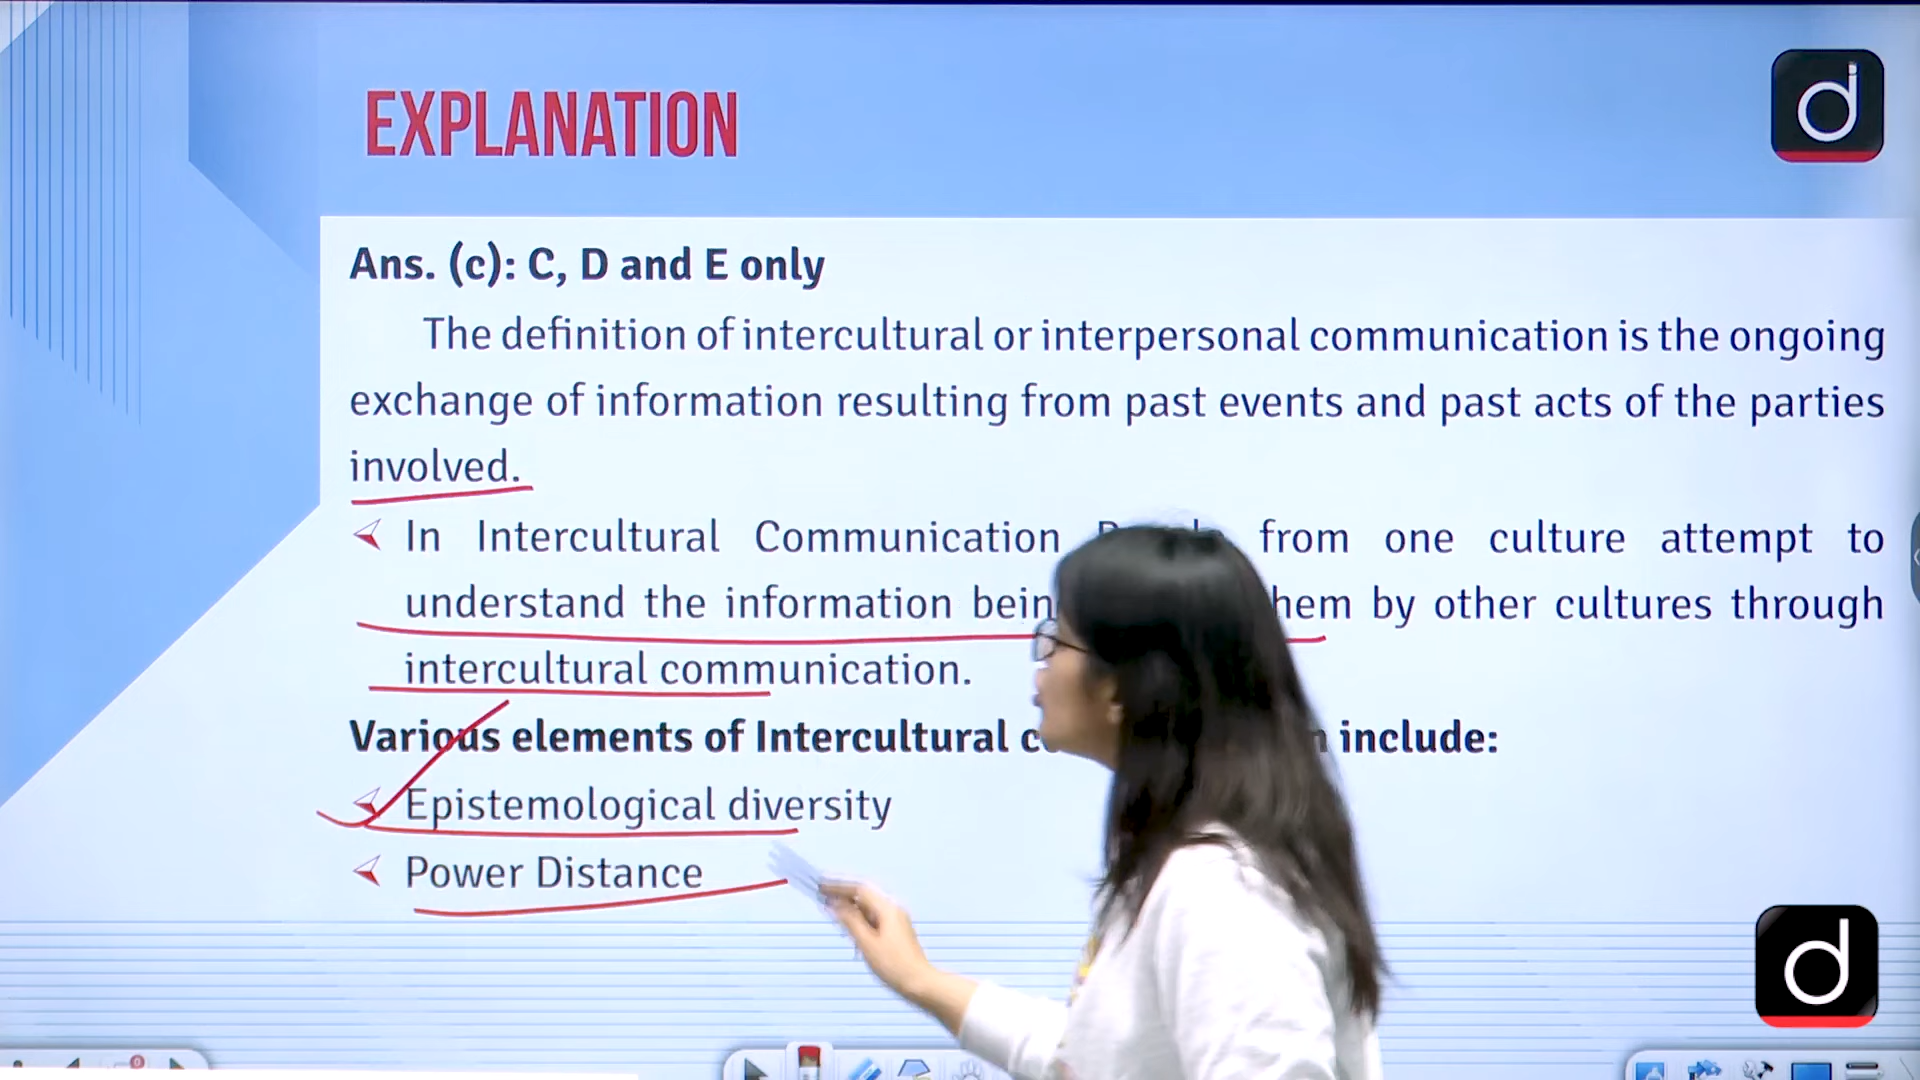 EXPLANATION
d
Ans. (c): C, D and E only
The definition of intercultural or interpersonal communication is the ongoing
exchange of information resulting from past events and past acts of the parties
involved.
In Intercultural Communication from one culture attempt to
understand the information by other cultures through
intercultural communication.
Various elements of Intercultural include:
Epistemological diversity
Power Distance
d